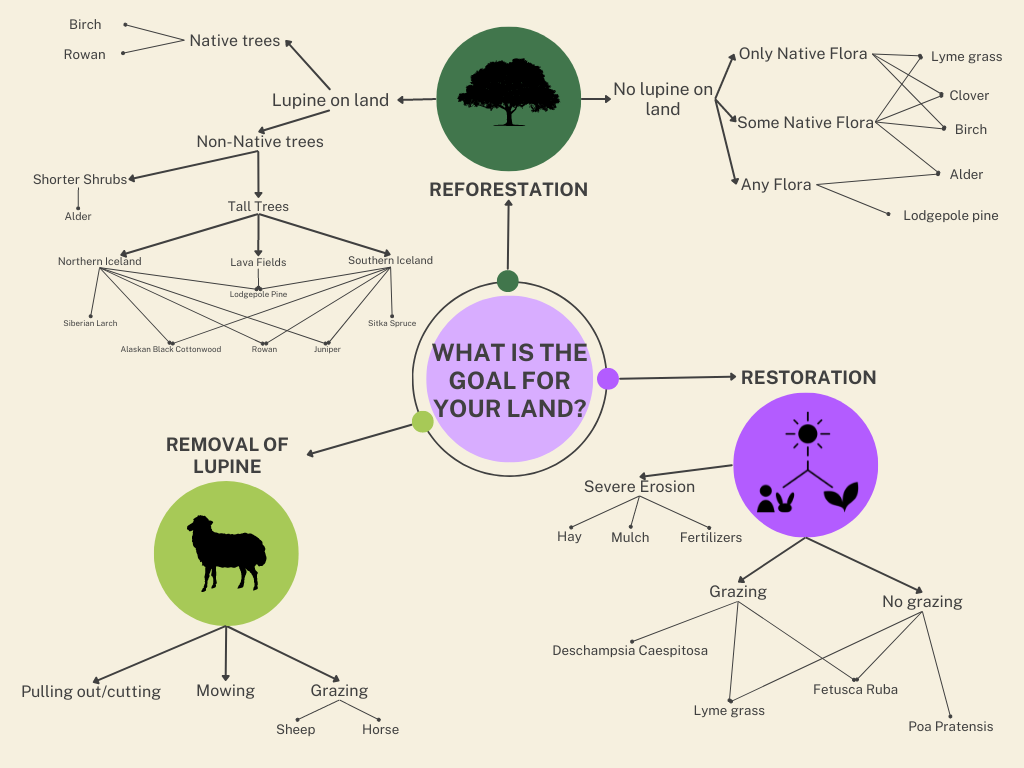 Birch
Rowan
Native trees
Lupine on land
Non-Native trees
Shorter Shrubs
Alder
Tall Trees
Northern Iceland
Lava Fields
Southern Iceland
Lodgepole Pine
Siberian Larch
Sitka Spruce
Alaskan Black Cottonwood
Rowan
Juniper
REFORESTATION
No lupine on
land
Only Native Flora
Some Native Flora
Any Flora
Lyme grass
Clover
Birch
Alder
Lodgepole pine
WHAT IS THE
GOAL FOR
YOUR LAND?
RESTORATION
Severe Erosion
Hay
Mulch
Fertilizers
Grazing
No grazing
Deschampsia Caespitosa
Lyme grass
Fetusca Ruba
Poa Pratensis
REMOVAL OF
LUPINE
Pulling out/cutting
Mowing
Grazing
Sheep
Horse